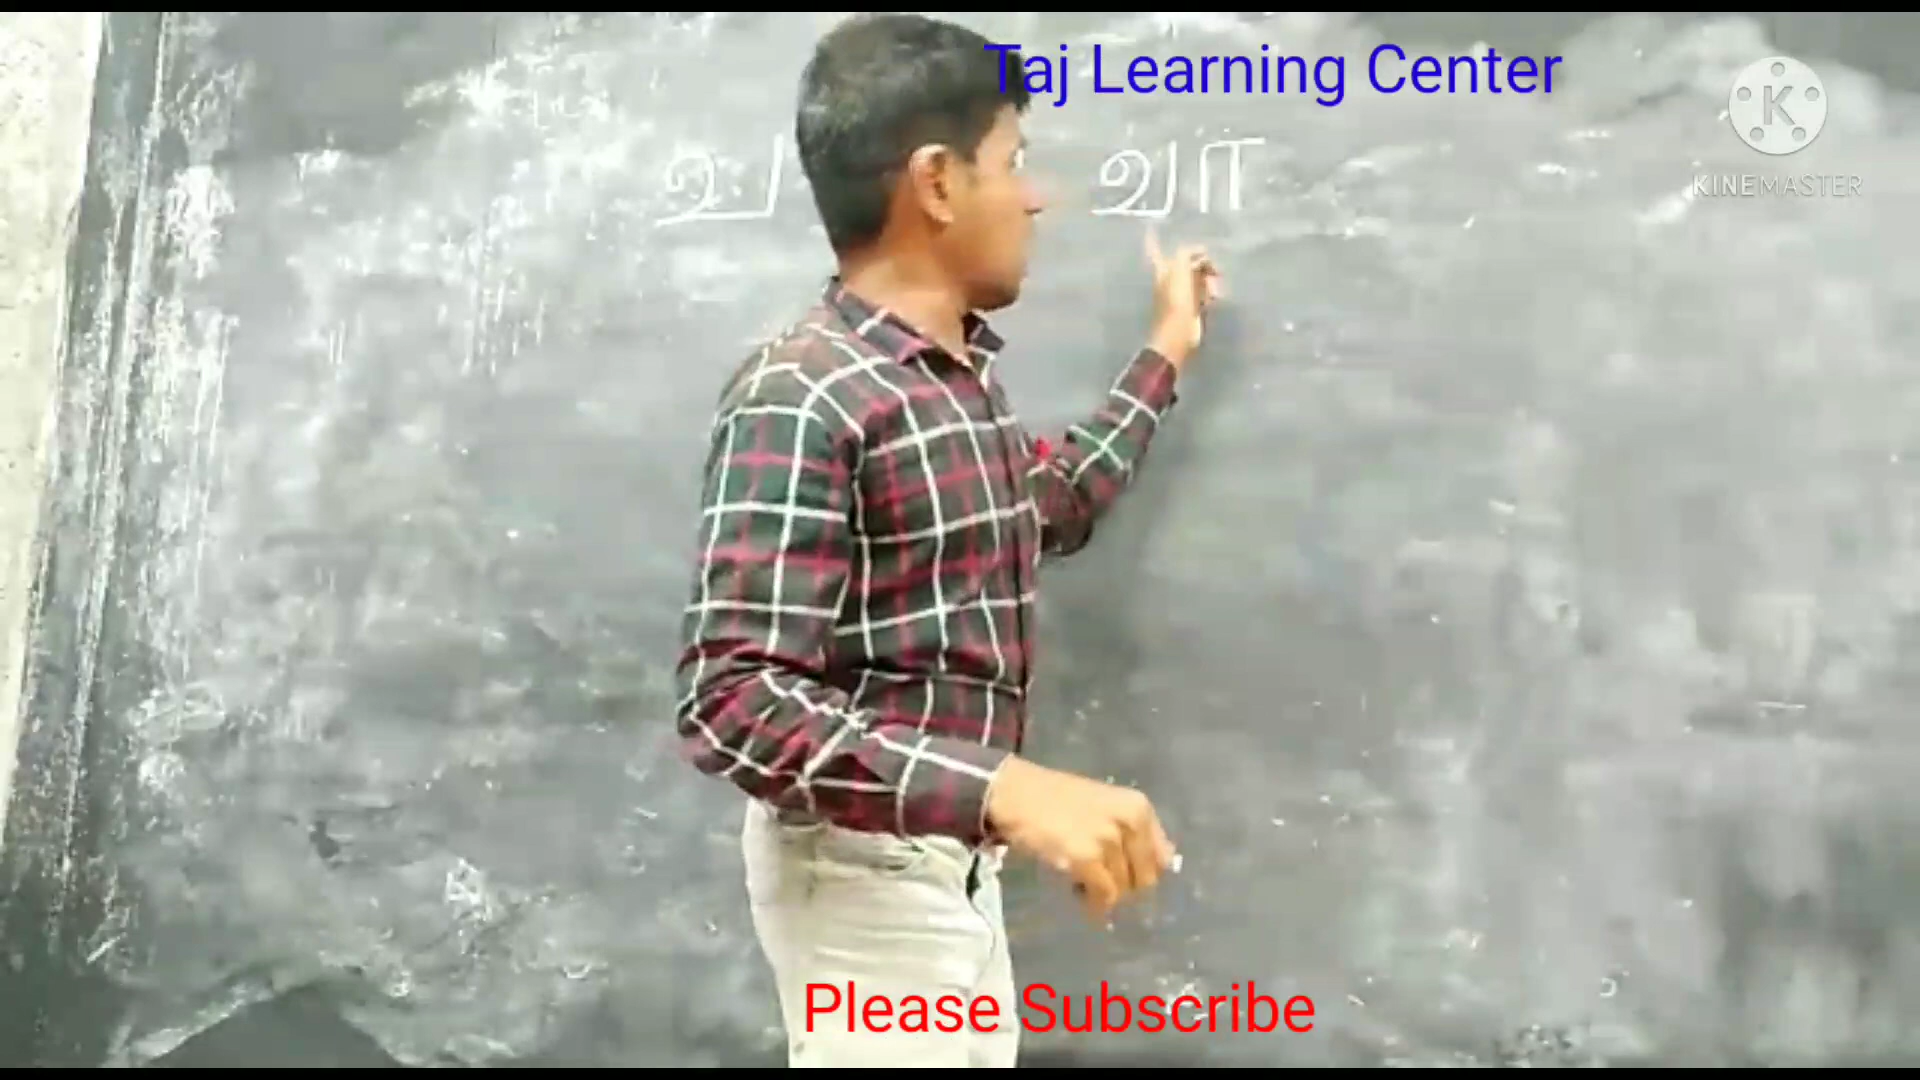 Taj Learning Center
K
KINEMASTER
வ வா
Please Subscribe